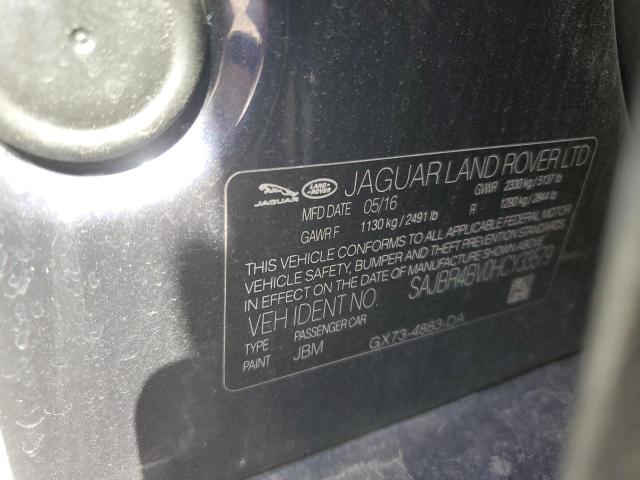 JAGUAR LAND-ROVER JAGUAR LAND ROVER LTD
MFD DATE 05/16 GVWR 2330 kg / 5137 lb
GAWR F 1130 kg / 2491 lb R 1290 kg / 2844 lb
THIS VEHICLE CONFORMS TO ALL APPLICABLE FEDERAL MOTOR
VEHICLE SAFETY, BUMPER AND THEFT PREVENTION STANDARDS
IN EFFECT ON THE DATE OF MANUFACTURE SHOWN ABOVE.
VEH IDENT NO. SAJBR4BV0HCY33579
TYPE PASSENGER CAR
PAINT JBM GX73-4883-DA